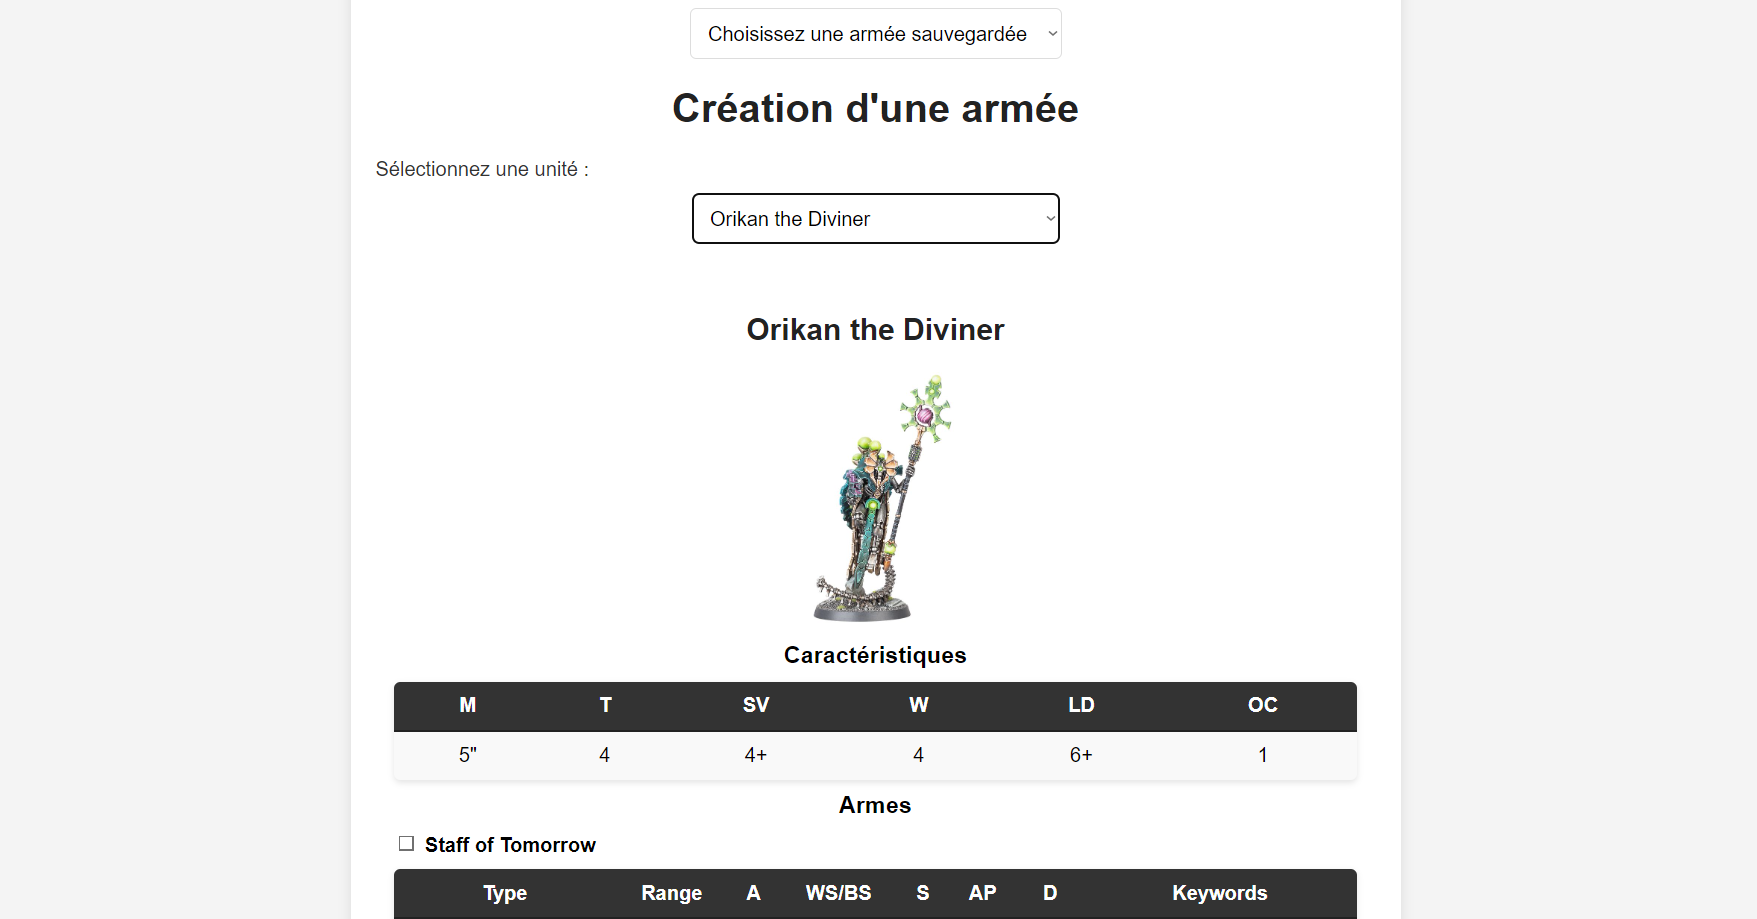 Choisissez une armée sauvegardée
Création d'une armée
Sélectionnez une unité :
Orikan the Diviner
Orikan the Diviner
Caractéristiques
M T SV W LD OC
5" 4 4+ 4 6+ 1
Armes
Staff of Tomorrow
Type Range A WS/BS S AP D Keywords